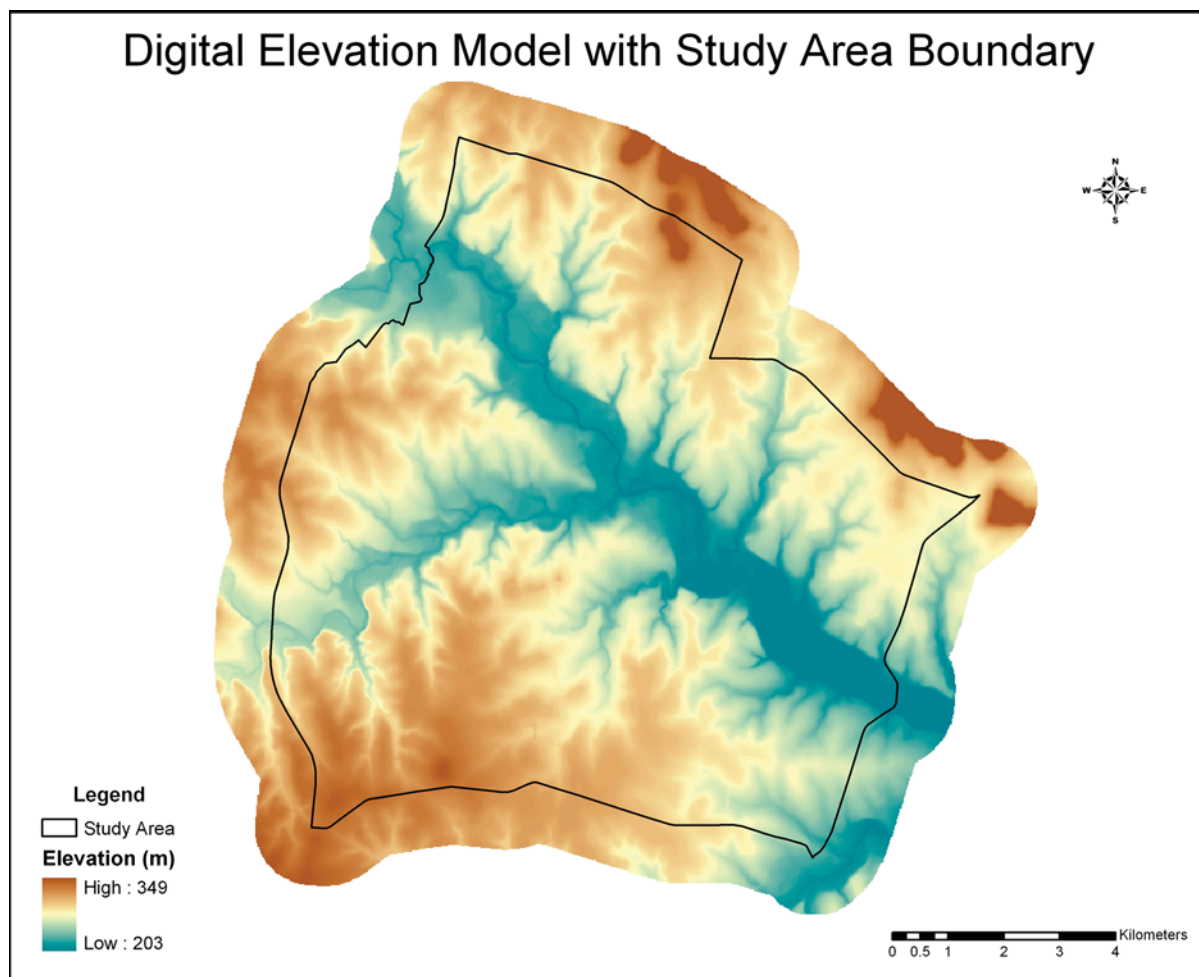 Digital Elevation Model with Study Area Boundary
N
W E
S
Legend
Study Area
Elevation (m)
High : 349
Low : 203
Kilometers
0 0.5 1 2 3 4